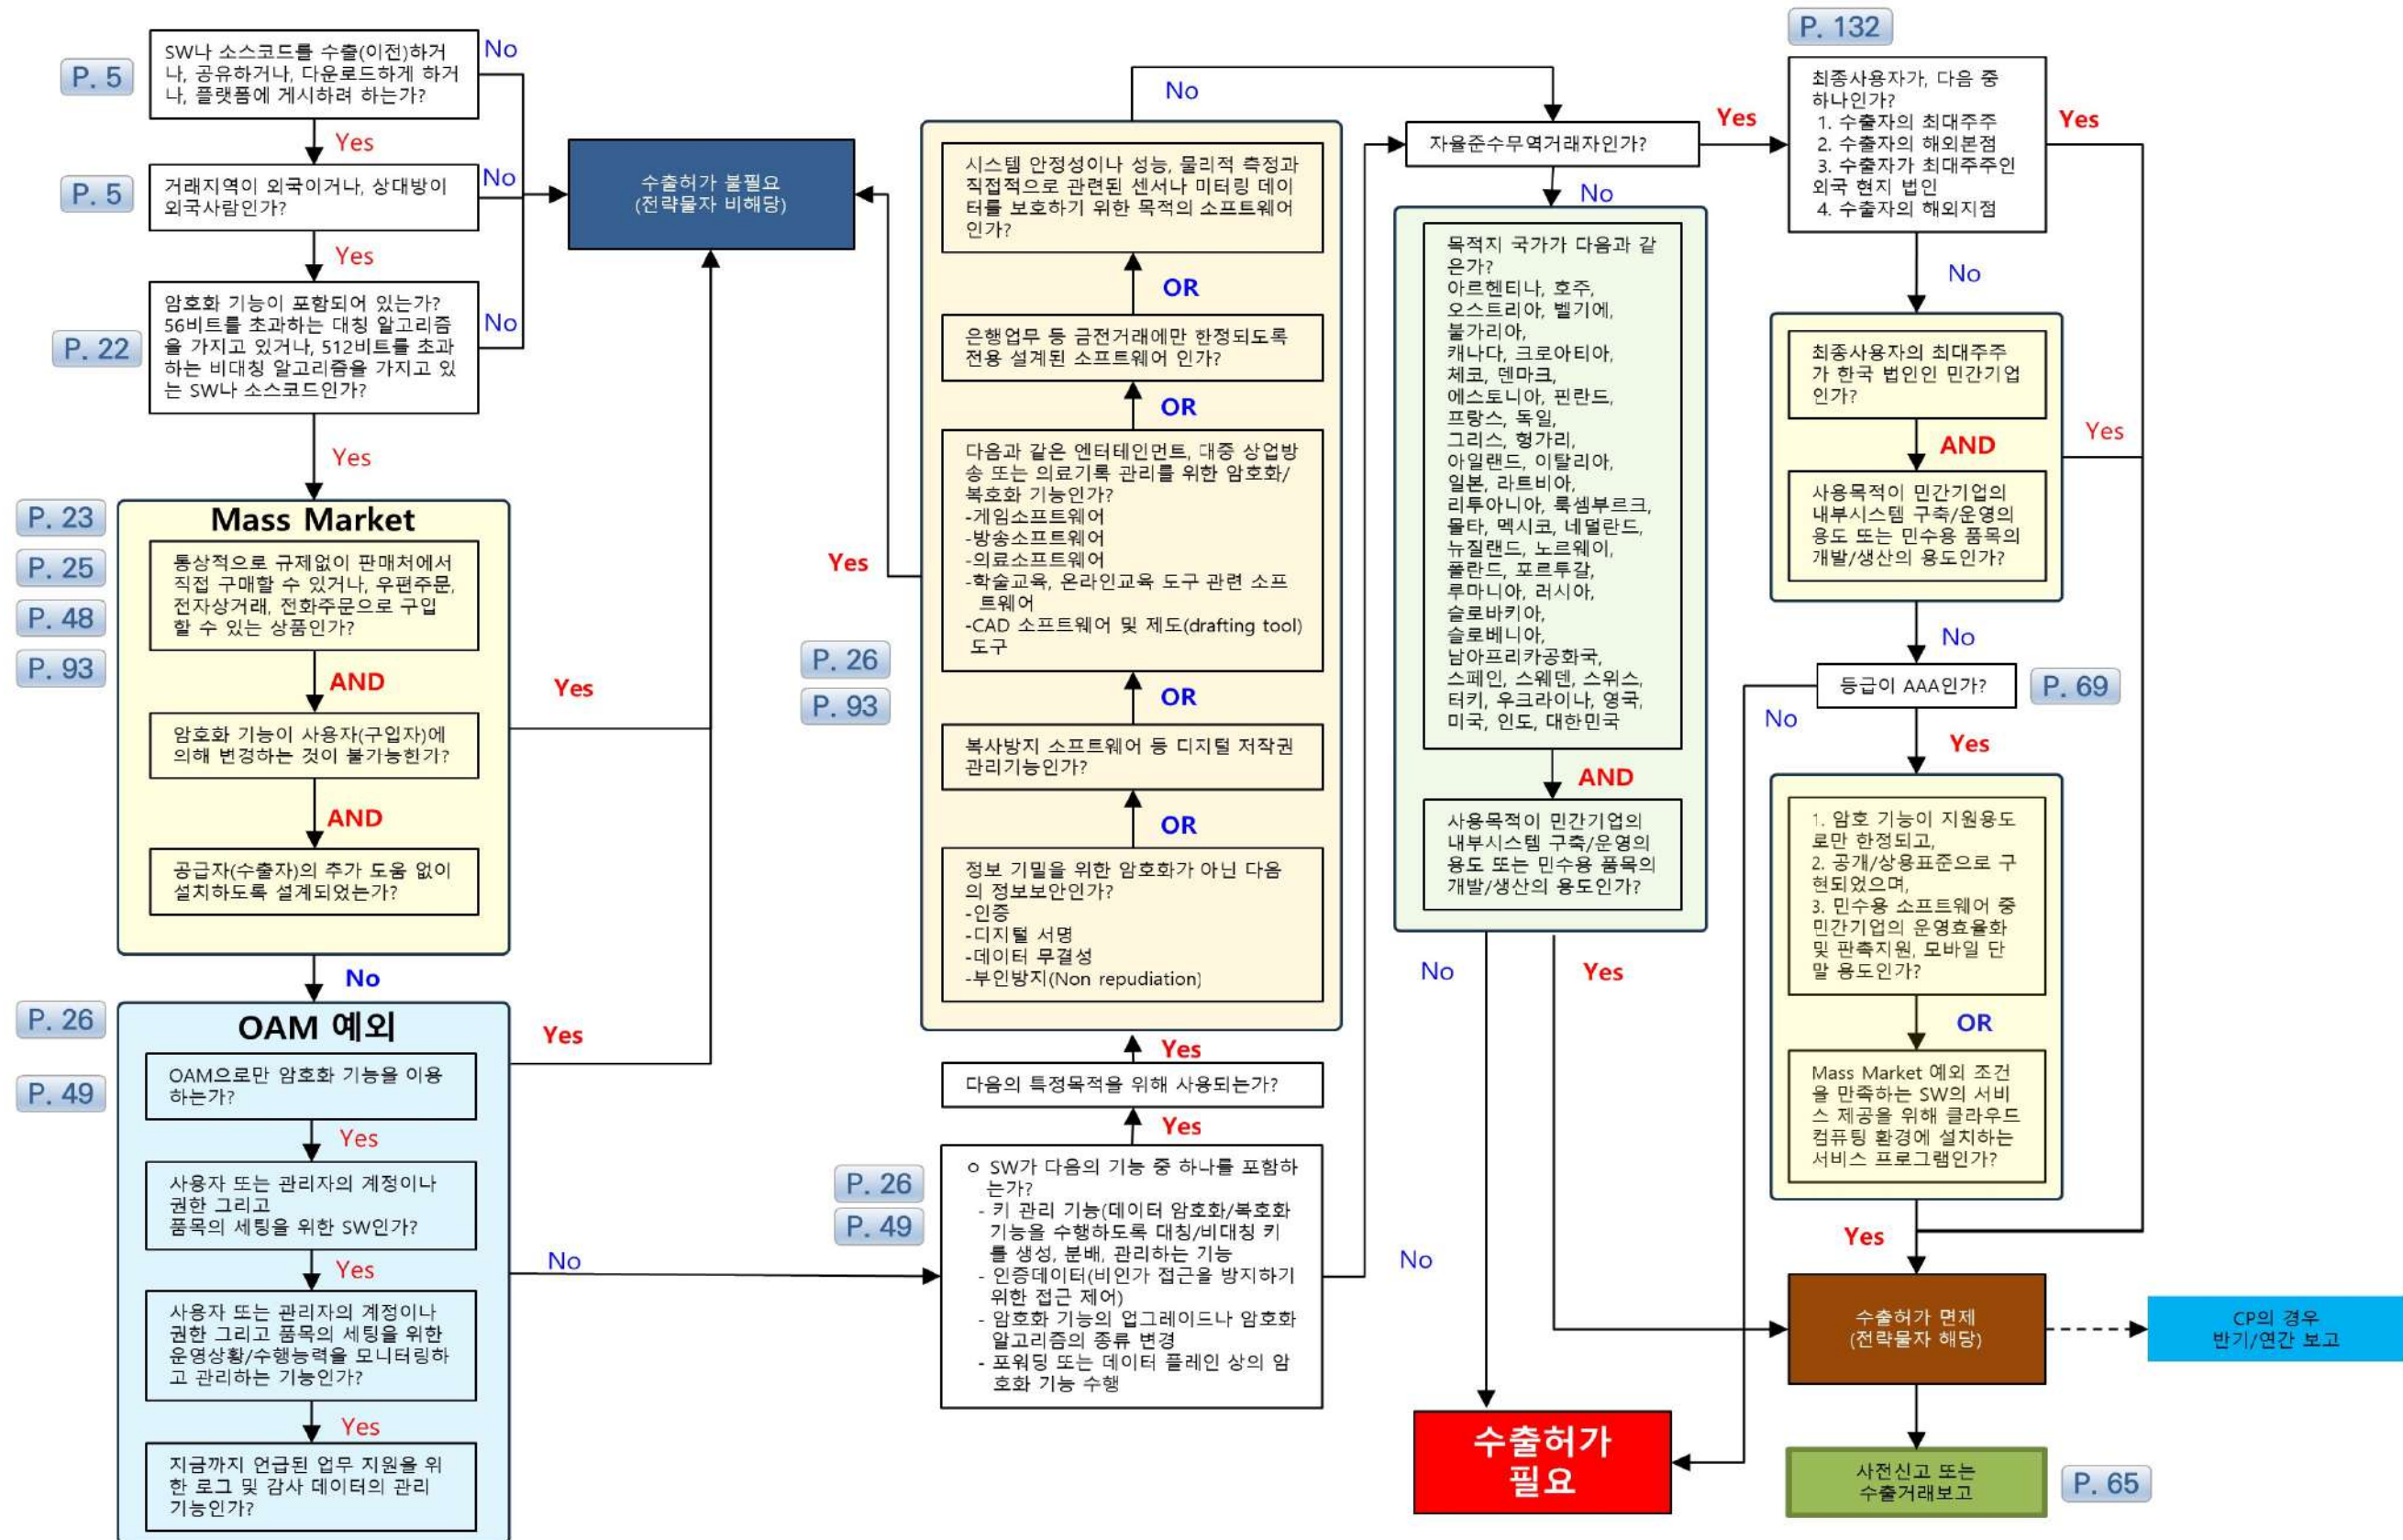 P. 5
SW나 소스코드를 수출(이전)하거
나, 공유하거나, 다운로드하게 하거
나, 플랫폼에 게시하려 하는가?
No
Yes
P. 5
거래지역이 외국이거나, 상대방이
외국사람인가?
No
Yes
P. 22
암호화 기능이 포함되어 있는가?
56비트를 초과하는 대칭 알고리즘
을 가지고 있거나, 512비트를 초과
하는 비대칭 알고리즘을 가지고 있
는 SW나 소스코드인가?
No
Yes
수출허가 불필요
(전략물자 비해당)
P. 23
P. 25
P. 48
P. 93
Mass Market
통상적으로 규제없이 판매처에서
직접 구매할 수 있거나, 우편주문,
전자상거래, 전화주문으로 구입
할 수 있는 상품인가?
AND
암호화 기능이 사용자(구입자)에
의해 변경하는 것이 불가능한가?
AND
공급자(수출자)의 추가 도움 없이
설치하도록 설계되었는가?
Yes
No
P. 26
P. 49
OAM 예외
OAM으로만 암호화 기능을 이용
하는가?
Yes
사용자 또는 관리자의 계정이나
권한 그리고
품목의 세팅을 위한 SW인가?
Yes
사용자 또는 관리자의 계정이나
권한 그리고 품목의 세팅을 위한
운영상황/수행능력을 모니터링하
고 관리하는 기능인가?
Yes
지금까지 언급된 업무 지원을 위
한 로그 및 감사 데이터의 관리
기능인가?
Yes
No
No
시스템 안정성이나 성능, 물리적 측정과
직접적으로 관련된 센서나 미터링 데이
터를 보호하기 위한 목적의 소프트웨어
인가?
OR
은행업무 등 금전거래에만 한정되도록
전용 설계된 소프트웨어 인가?
OR
다음과 같은 엔터테인먼트, 대중 상업방
송 또는 의료기록 관리를 위한 암호화/
복호화 기능인가?
-게임소프트웨어
-방송소프트웨어
-의료소프트웨어
-학술교육, 온라인교육 도구 관련 소프
트웨어
-CAD 소프트웨어 및 제도(drafting tool)
도구
Yes
P. 26
P. 93
OR
복사방지 소프트웨어 등 디지털 저작권
관리기능인가?
OR
정보 기밀을 위한 암호화가 아닌 다음
의 정보보안인가?
-인증
-디지털 서명
-데이터 무결성
-부인방지(Non repudiation)
Yes
다음의 특정목적을 위해 사용되는가?
Yes
P. 26
P. 49
ㅇ SW가 다음의 기능 중 하나를 포함하
는가?
- 키 관리 기능(데이터 암호화/복호화
기능을 수행하도록 대칭/비대칭 키
를 생성, 분배, 관리하는 기능
- 인증데이터(비인가 접근을 방지하기
위한 접근 제어)
- 암호화 기능의 업그레이드나 암호화
알고리즘의 종류 변경
- 포워딩 또는 데이터 플레인 상의 암
호화 기능 수행
No
자율준수무역거래자인가?
Yes
No
목적지 국가가 다음과 같
은가?
아르헨티나, 호주,
오스트리아, 벨기에,
불가리아,
캐나다, 크로아티아,
체코, 덴마크,
에스토니아, 핀란드,
프랑스, 독일,
그리스, 헝가리,
아일랜드, 이탈리아,
일본, 라트비아,
리투아니아, 룩셈부르크,
몰타, 멕시코, 네덜란드,
뉴질랜드, 노르웨이,
폴란드, 포르투갈,
루마니아, 러시아,
슬로바키아,
슬로베니아,
남아프리카공화국,
스페인, 스웨덴, 스위스,
터키, 우크라이나, 영국,
미국, 인도, 대한민국
AND
사용목적이 민간기업의
내부시스템 구축/운영의
용도 또는 민수용 품목의
개발/생산의 용도인가?
No
Yes
수출허가
필요
P. 132
최종사용자가, 다음 중
하나인가?
1. 수출자의 최대주주
2. 수출자의 해외본점
3. 수출자가 최대주주인
외국 현지 법인
4. 수출자의 해외지점
Yes
No
최종사용자의 최대주주
가 한국 법인인 민간기업
인가?
AND
사용목적이 민간기업의
내부시스템 구축/운영의
용도 또는 민수용 품목의
개발/생산의 용도인가?
Yes
No
등급이 AAA인가?
P. 69
No
Yes
1. 암호 기능이 지원용도
로만 한정되고,
2. 공개/상용표준으로 구
현되었으며,
3. 민수용 소프트웨어 중
민간기업의 운영효율화
및 판촉지원, 모바일 단
말 용도인가?
OR
Mass Market 예외 조건
을 만족하는 SW의 서비
스 제공을 위해 클라우드
컴퓨팅 환경에 설치하는
서비스 프로그램인가?
Yes
수출허가 면제
(전략물자 해당)
CP의 경우
반기/연간 보고
사전신고 또는
수출거래보고
P. 65